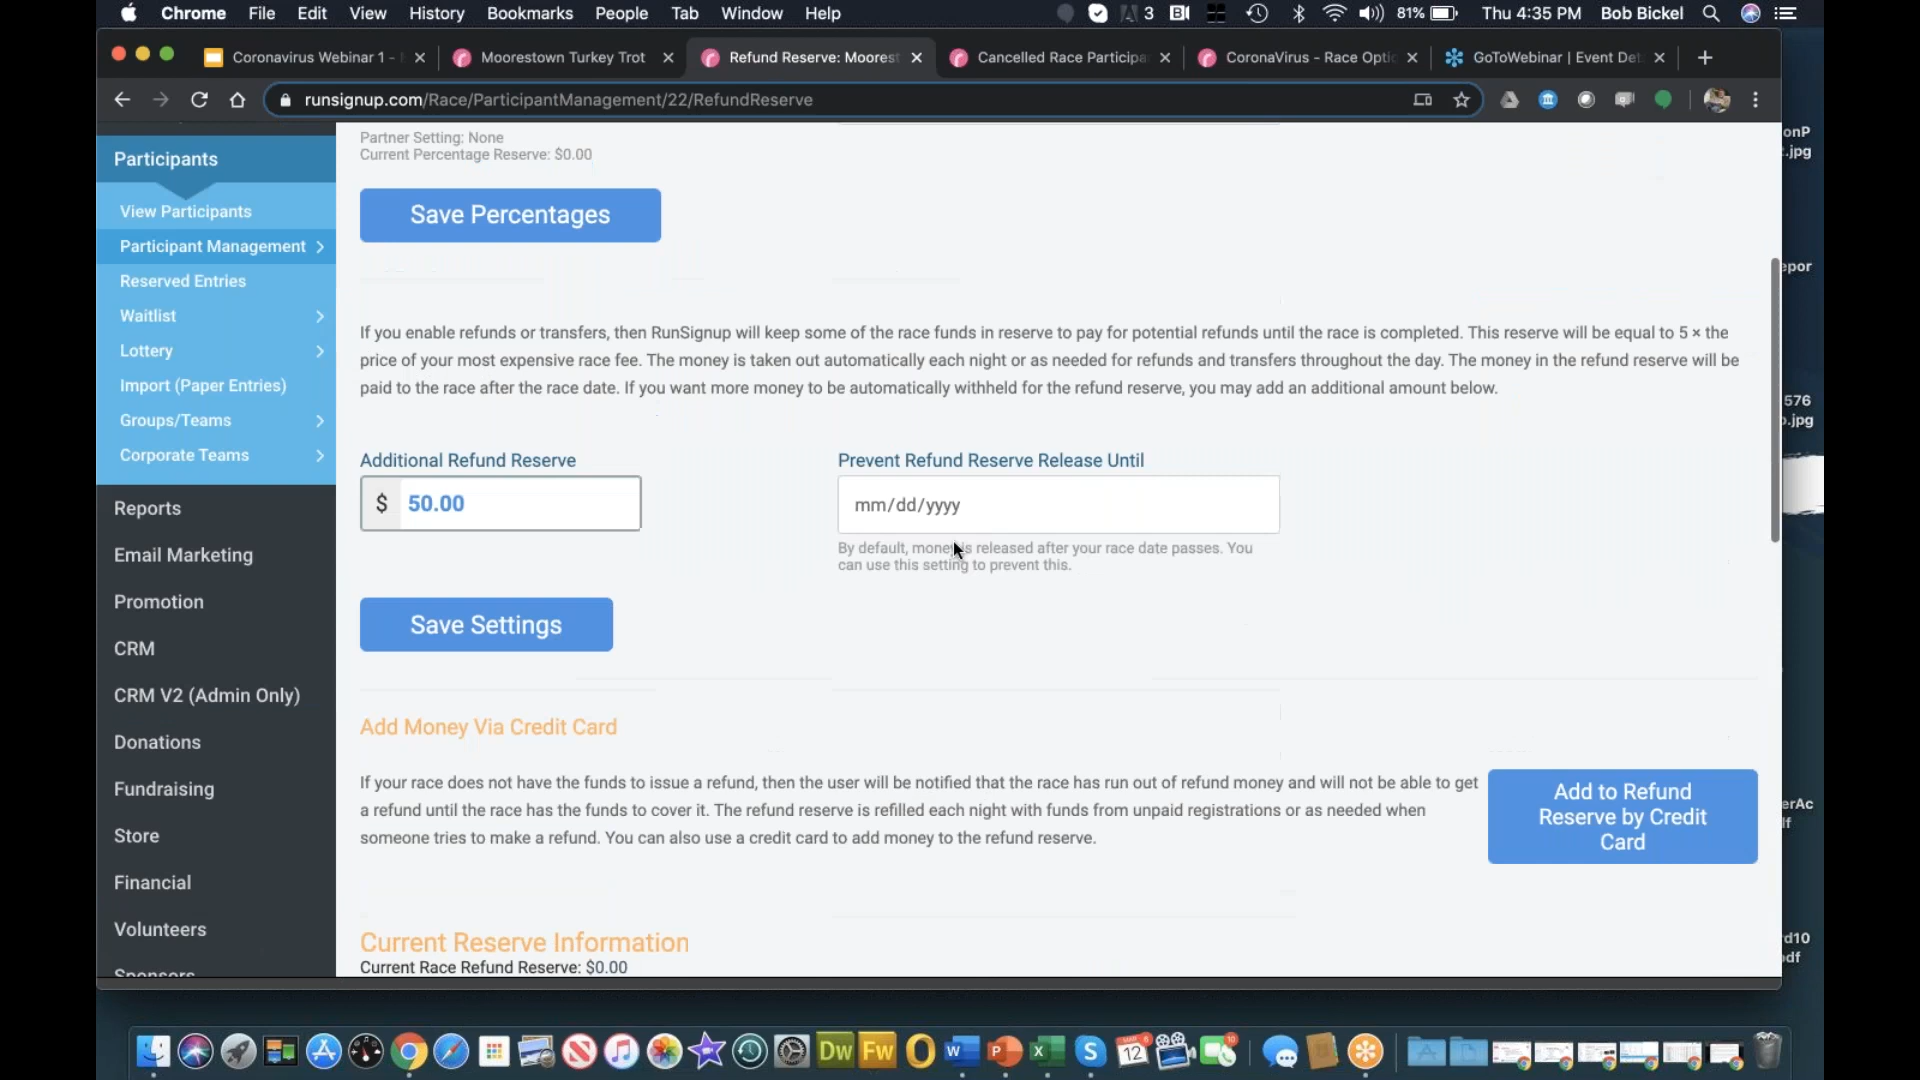 Chrome File Edit View History Bookmarks People Tab Window Help 3 81% Thu 4:35 PM Bob Bickel
Coronavirus Webinar 1 -
Moorestown Turkey Trot
Refund Reserve: Moorest
Cancelled Race Participa
CoronaVirus - Race Optic
GoToWebinar | Event Det
runsignup.com/Race/ParticipantManagement/22/RefundReserve
Participants
View Participants
Participant Management
Reserved Entries
Waitlist
Lottery
Import (Paper Entries)
Groups/Teams
Corporate Teams
Reports
Email Marketing
Promotion
CRM
CRM V2 (Admin Only)
Donations
Fundraising
Store
Financial
Volunteers
Sponsors
Partner Setting: None
Current Percentage Reserve: $0.00
Save Percentages
If you enable refunds or transfers, then RunSignup will keep some of the race funds in reserve to pay for potential refunds until the race is completed. This reserve will be equal to 5 × the
price of your most expensive race fee. The money is taken out automatically each night or as needed for refunds and transfers throughout the day. The money in the refund reserve will be
paid to the race after the race date. If you want more money to be automatically withheld for the refund reserve, you may add an additional amount below.
Additional Refund Reserve
$ 50.00
Prevent Refund Reserve Release Until
mm/dd/yyyy
By default, money is released after your race date passes. You
can use this setting to prevent this.
Save Settings
Add Money Via Credit Card
If your race does not have the funds to issue a refund, then the user will be notified that the race has run out of refund money and will not be able to get
a refund until the race has the funds to cover it. The refund reserve is refilled each night with funds from unpaid registrations or as needed when
someone tries to make a refund. You can also use a credit card to add money to the refund reserve.
Add to Refund
Reserve by Credit
Card
Current Reserve Information
Current Race Refund Reserve: $0.00
onP
.jpg
epor
576
o.jpg
erAc
lf
rd10
odf
Dw
Fw
W
P
X
S
12